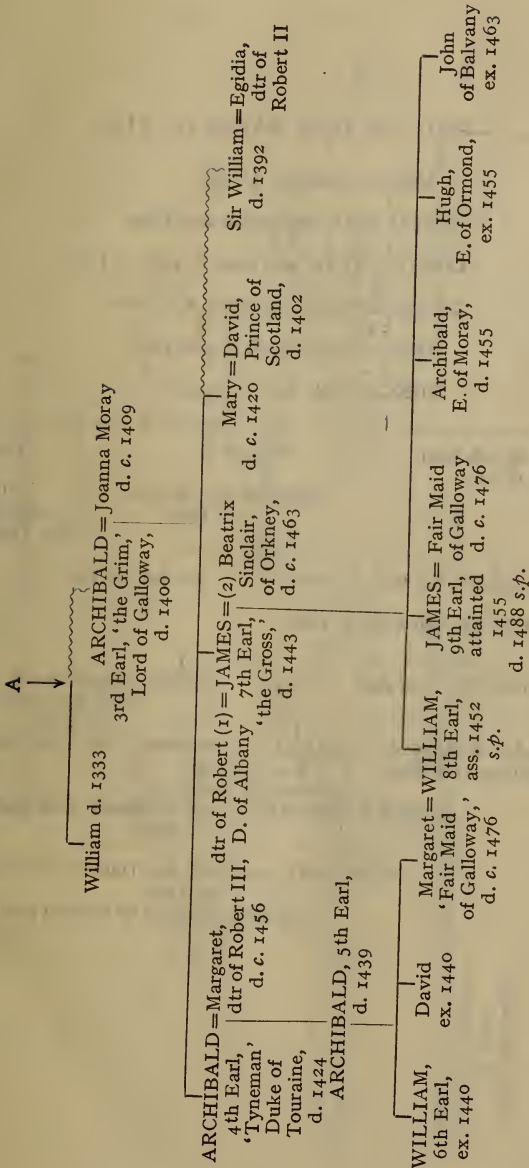 A
William d. 1333
ARCHIBALD=Joanna Moray
3rd Earl, 'the Grim,' d. c. 1409
Lord of Galloway,
d. 1400
ARCHIBALD=Margaret,
4th Earl, dtr of Robert III,
'Tyneman' d. c. 1456
Duke of
Touraine,
d. 1424
dtr of Robert (1)=JAMES=(2) Beatrix
D. of Albany 7th Earl, Sinclair,
'the Gross,' of Orkney,
d. 1443 d. c. 1463
Mary=David,
d. c. 1420 Prince of
Scotland,
d. 1402
Sir William=Egidia,
d. 1392 dtr of
Robert II
ARCHIBALD, 5th Earl,
d. 1439
WILLIAM,
6th Earl,
ex. 1440
David
ex. 1440
Margaret=WILLIAM,
'Fair Maid 8th Earl,
of Galloway,' ass. 1452
d. c. 1476 s.p.
JAMES=Fair Maid
9th Earl, of Galloway
attainted d. c. 1476
1455
d. 1488 s.p.
Archibald,
E. of Moray,
d. 1455
Hugh,
E. of Ormond,
ex. 1455
John
of Balvany
ex. 1463